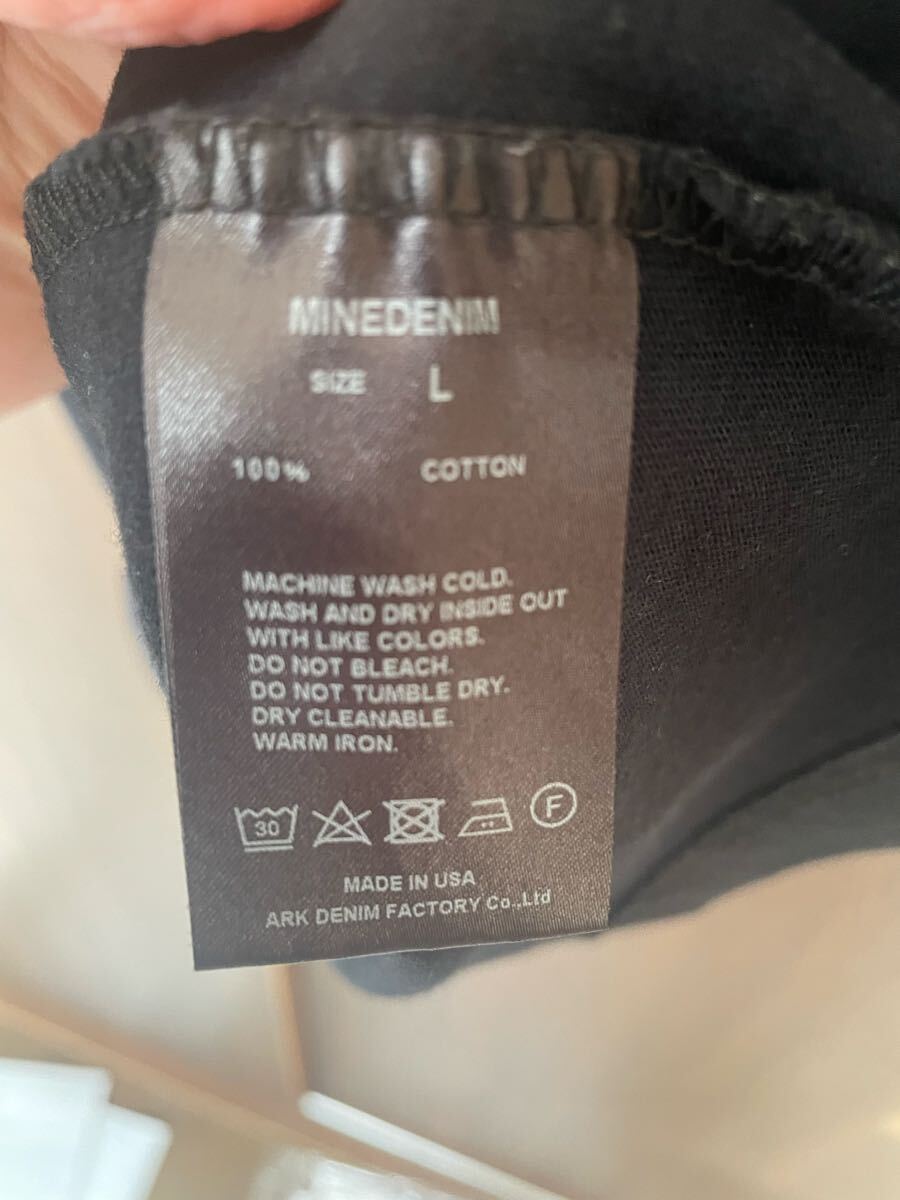 MINEDENIM
SIZE L
100% COTTON
MACHINE WASH COLD.
WASH AND DRY INSIDE OUT
WITH LIKE COLORS.
DO NOT BLEACH.
DO NOT TUMBLE DRY.
DRY CLEANABLE.
WARM IRON.
30 F
MADE IN USA
ARK DENIM FACTORY Co.,Ltd